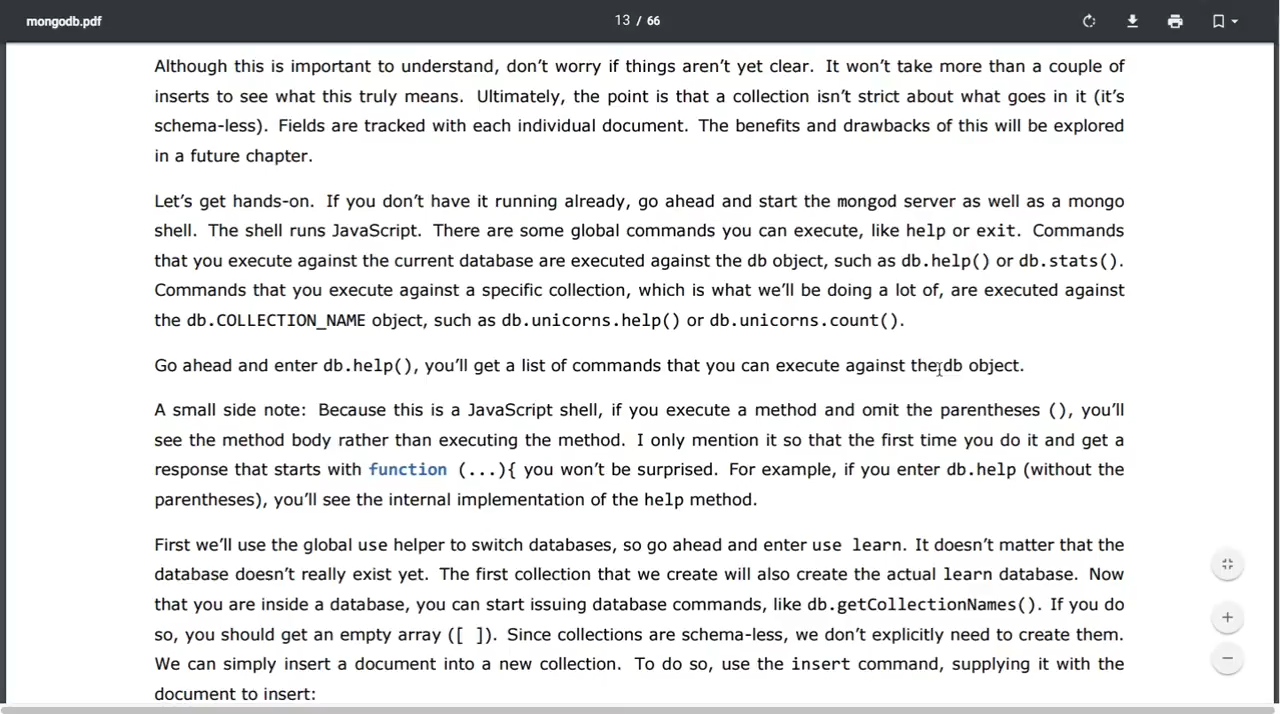 mongodb.pdf
13 / 66
Although this is important to understand, don’t worry if things aren’t yet clear. It won’t take more than a couple of
inserts to see what this truly means. Ultimately, the point is that a collection isn’t strict about what goes in it (it’s
schema-less). Fields are tracked with each individual document. The benefits and drawbacks of this will be explored
in a future chapter.
Let’s get hands-on. If you don’t have it running already, go ahead and start the mongod server as well as a mongo
shell. The shell runs JavaScript. There are some global commands you can execute, like help or exit. Commands
that you execute against the current database are executed against the db object, such as db.help() or db.stats().
Commands that you execute against a specific collection, which is what we’ll be doing a lot of, are executed against
the db.COLLECTION_NAME object, such as db.unicorns.help() or db.unicorns.count().
Go ahead and enter db.help(), you’ll get a list of commands that you can execute against the db object.
A small side note: Because this is a JavaScript shell, if you execute a method and omit the parentheses (), you’ll
see the method body rather than executing the method. I only mention it so that the first time you do it and get a
response that starts with function (...){ you won’t be surprised. For example, if you enter db.help (without the
parentheses), you’ll see the internal implementation of the help method.
First we’ll use the global use helper to switch databases, so go ahead and enter use learn. It doesn’t matter that the
database doesn’t really exist yet. The first collection that we create will also create the actual learn database. Now
that you are inside a database, you can start issuing database commands, like db.getCollectionNames(). If you do
so, you should get an empty array ([ ]). Since collections are schema-less, we don’t explicitly need to create them.
We can simply insert a document into a new collection. To do so, use the insert command, supplying it with the
document to insert: